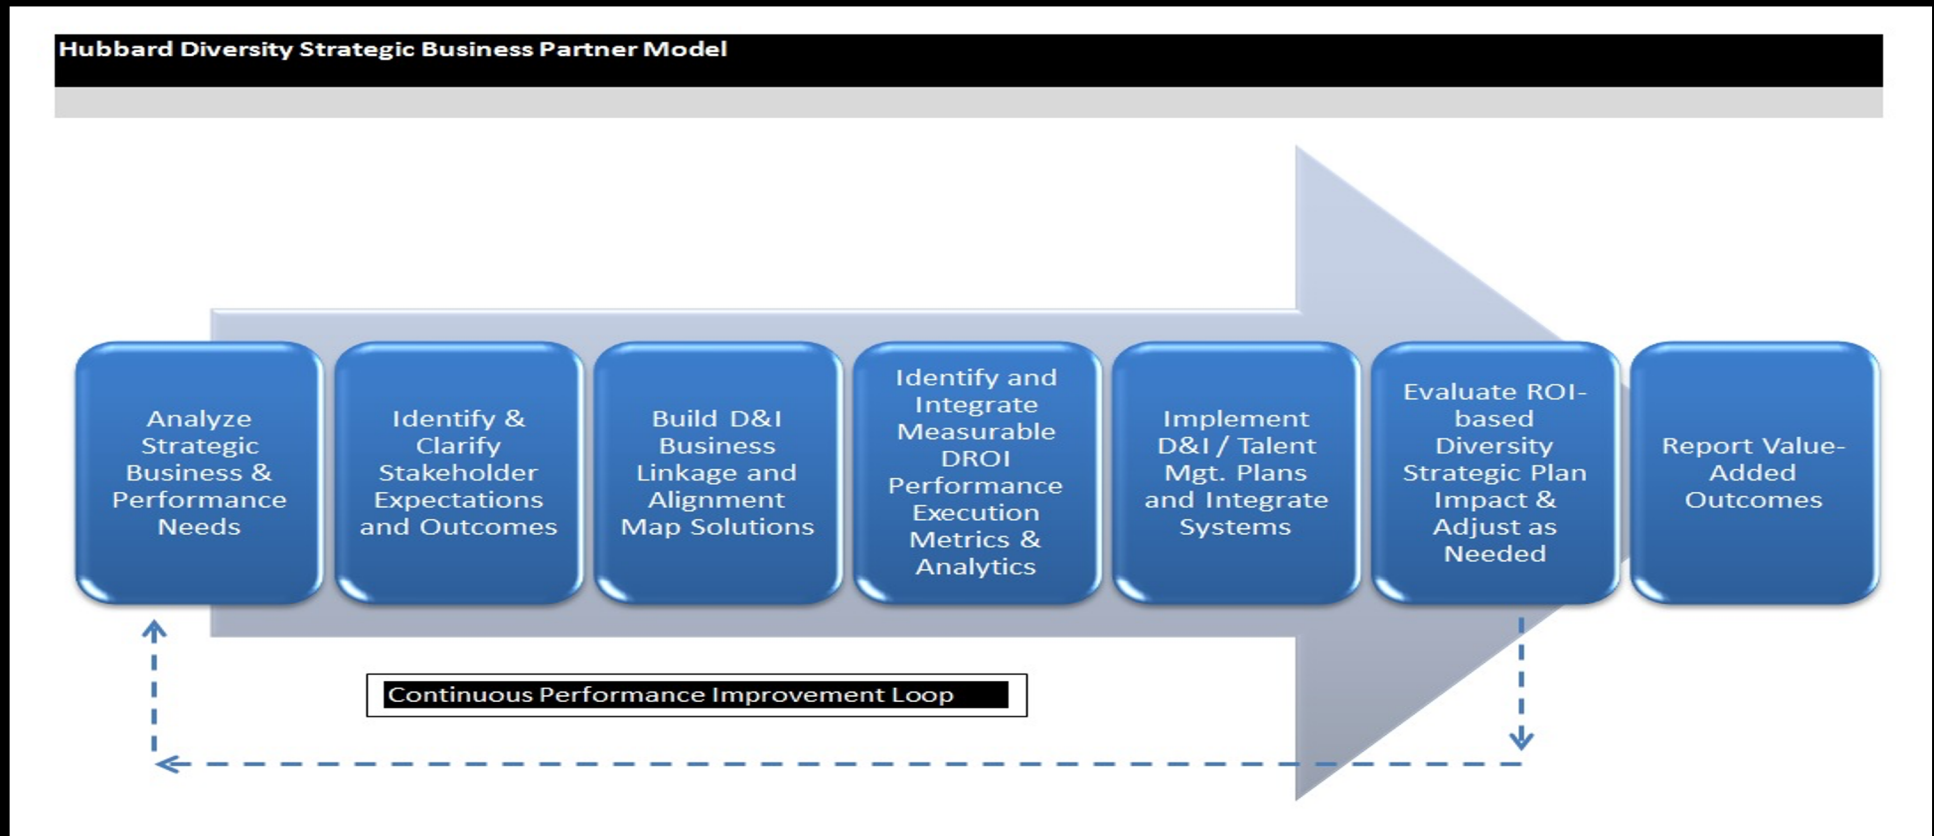 Hubbard Diversity Strategic Business Partner Model
Analyze
Strategic
Business &
Performance
Needs
Identify &
Clarify
Stakeholder
Expectations
and Outcomes
Build D&I
Business
Linkage and
Alignment
Map Solutions
Identify and
Integrate
Measurable
DROI
Performance
Execution
Metrics &
Analytics
Implement
D&I / Talent
Mgt. Plans
and Integrate
Systems
Evaluate ROI-
based
Diversity
Strategic Plan
Impact &
Adjust as
Needed
Report Value-
Added
Outcomes
Continuous Performance Improvement Loop